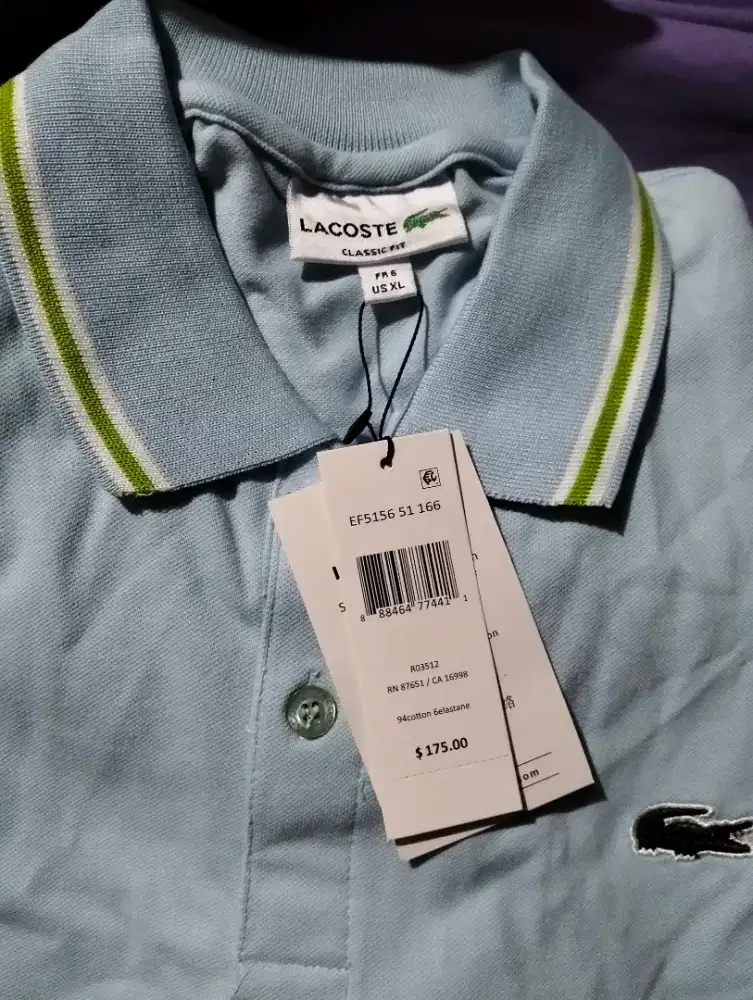 LACOSTE
CLASSIC FIT
FR 6
US XL
EF5156 51 166
8 88464 77441 1
R03512
RN 87651 / CA 16998
94cotton 6elastane
$ 175.00
om